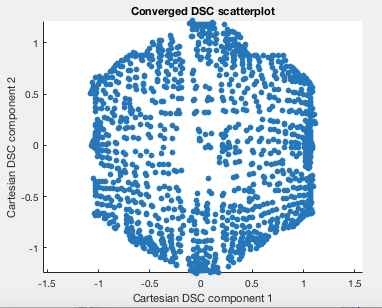 Converged DSC scatterplot
Cartesian DSC component 2
1
0.5
0
-0.5
-1
-1.5 -1 -0.5 0 0.5 1 1.5
Cartesian DSC component 1